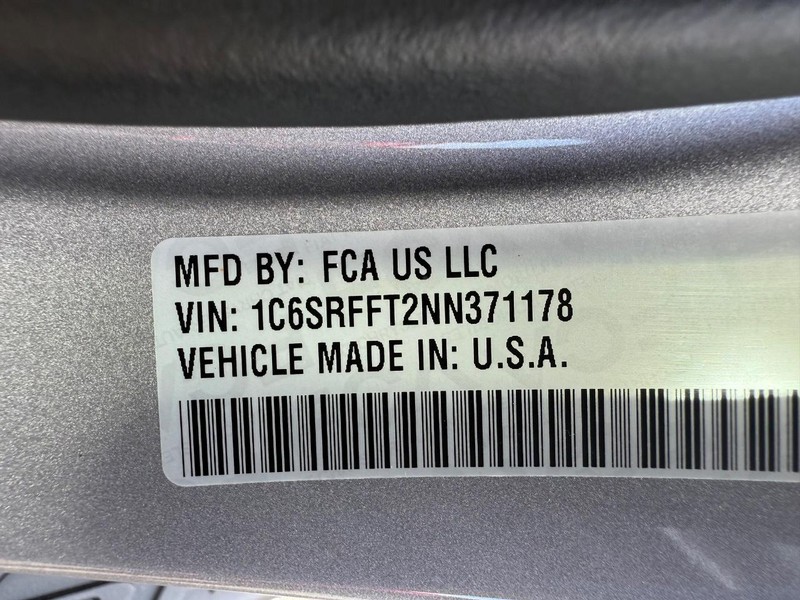 MFD BY: FCA US LLC
VIN: 1C6SRFFT2NN371178
VEHICLE MADE IN: U.S.A.